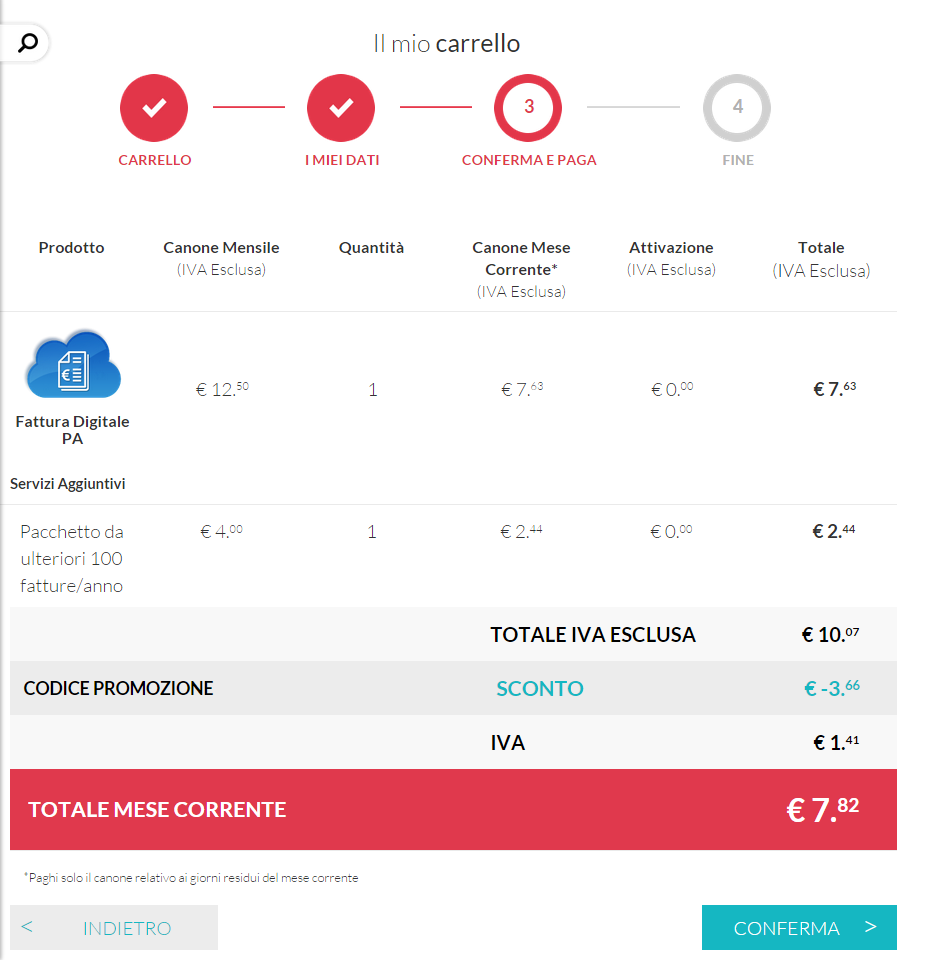 Il mio carrello
3
4
CARRELLO
I MIEI DATI
CONFERMA E PAGA
FINE
Prodotto
Canone Mensile
(IVA Esclusa)
Quantità
Canone Mese
Corrente*
(IVA Esclusa)
Attivazione
(IVA Esclusa)
Totale
(IVA Esclusa)
€
Fattura Digitale
PA
€ 12.50
1
€ 7.63
€ 0.00
€ 7.63
Servizi Aggiuntivi
Pacchetto da
ulteriori 100
fatture/anno
€ 4.00
1
€ 2.44
€ 0.00
€ 2.44
TOTALE IVA ESCLUSA € 10.07
CODICE PROMOZIONE SCONTO € -3.66
IVA € 1.41
TOTALE MESE CORRENTE € 7.82
*Paghi solo il canone relativo ai giorni residui del mese corrente
< INDIETRO
CONFERMA >